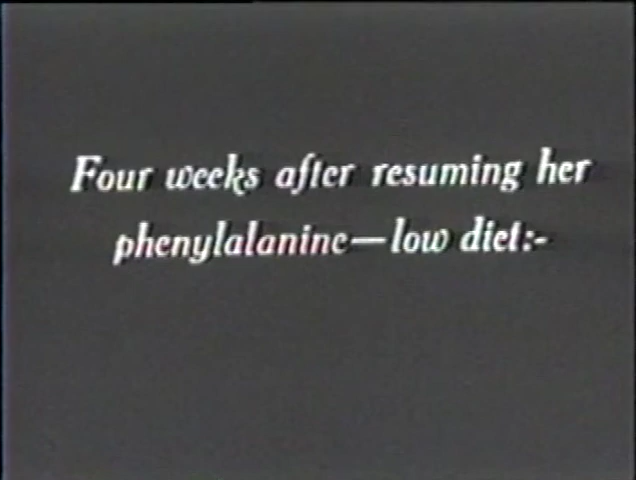 Four weeks after resuming her
phenylalanine—low diet:-